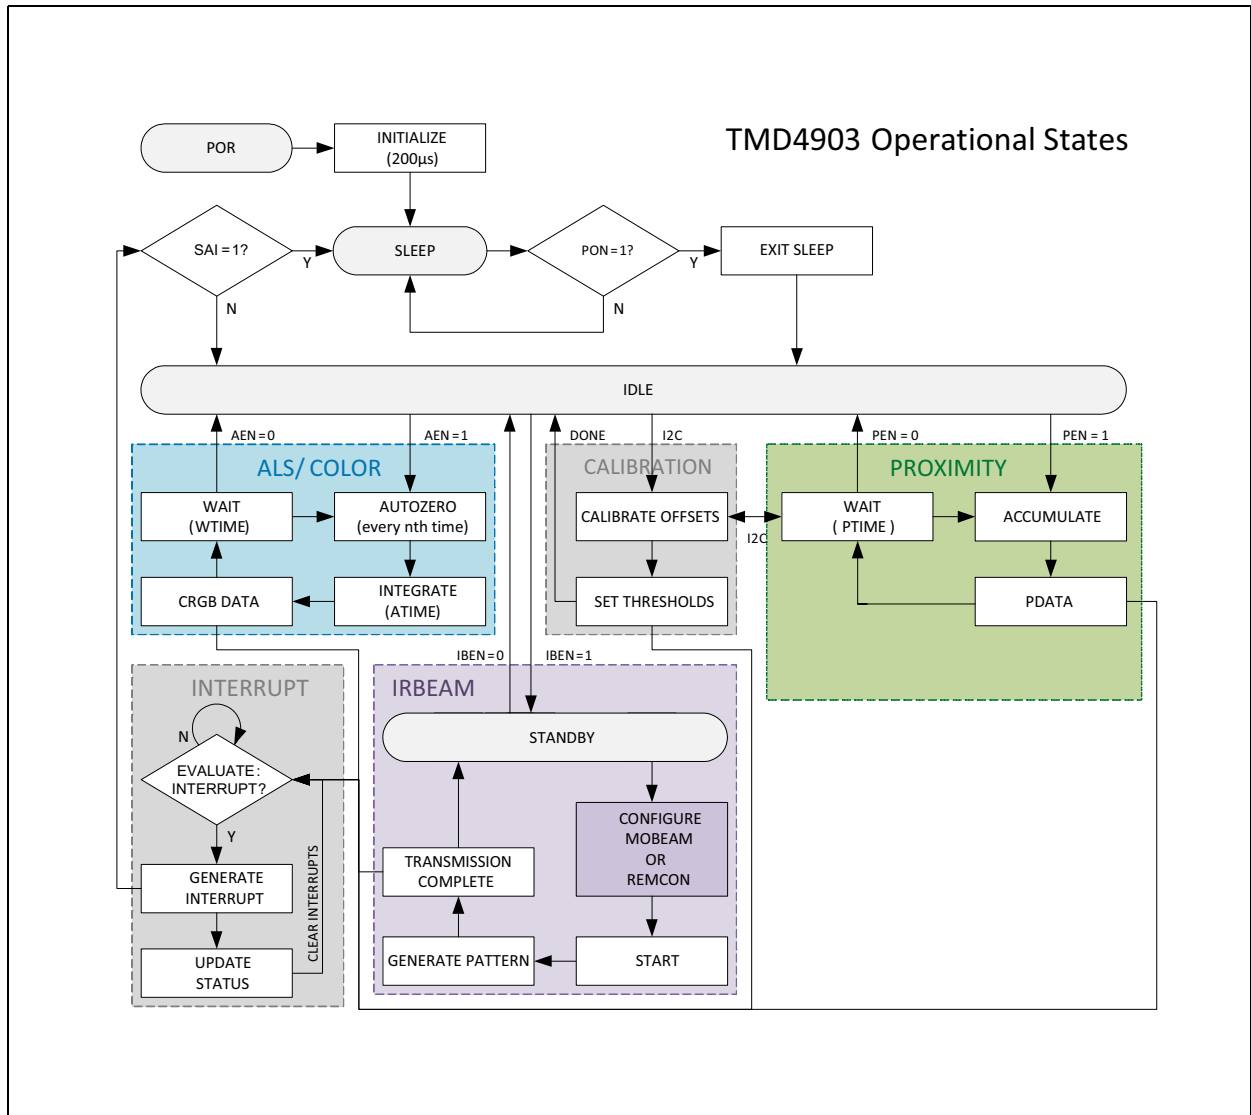 TMD4903 Operational States
POR
INITIALIZE
(200µs)
SAI = 1?
Y
N
SLEEP
PON = 1?
Y
N
EXIT SLEEP
IDLE
AEN = 0
AEN = 1
DONE
I2C
PEN = 0
PEN = 1
ALS/ COLOR
WAIT
(WTIME)
AUTOZERO
(every nth time)
CRGB DATA
INTEGRATE
(ATIME)
CALIBRATION
CALIBRATE OFFSETS
I2C
SET THRESHOLDS
PROXIMITY
WAIT
( PTIME )
ACCUMULATE
PDATA
IBEN = 0
IBEN = 1
INTERRUPT
N
EVALUATE :
INTERRUPT?
Y
GENERATE
INTERRUPT
UPDATE
STATUS
CLEAR INTERRUPTS
IRBEAM
STANDBY
CONFIGURE
MOBEAM
OR
REMCON
TRANSMISSION
COMPLETE
GENERATE PATTERN
START